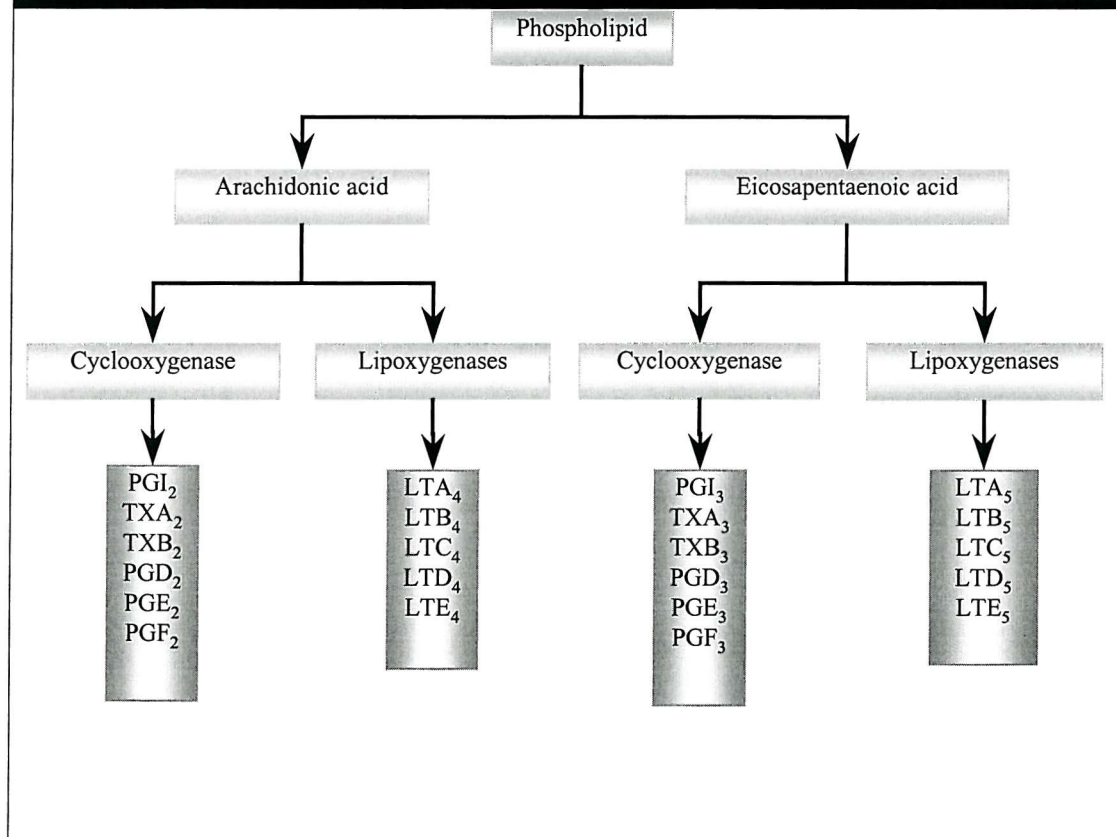 Phospholipid
Arachidonic acid
Eicosapentaenoic acid
Cyclooxygenase
Lipoxygenases
Cyclooxygenase
Lipoxygenases
PGI₂
TXA₂
TXB₂
PGD₂
PGE₂
PGF₂
LTA₄
LTB₄
LTC₄
LTD₄
LTE₄
PGI₃
TXA₃
TXB₃
PGD₃
PGE₃
PGF₃
LTA₅
LTB₅
LTC₅
LTD₅
LTE₅